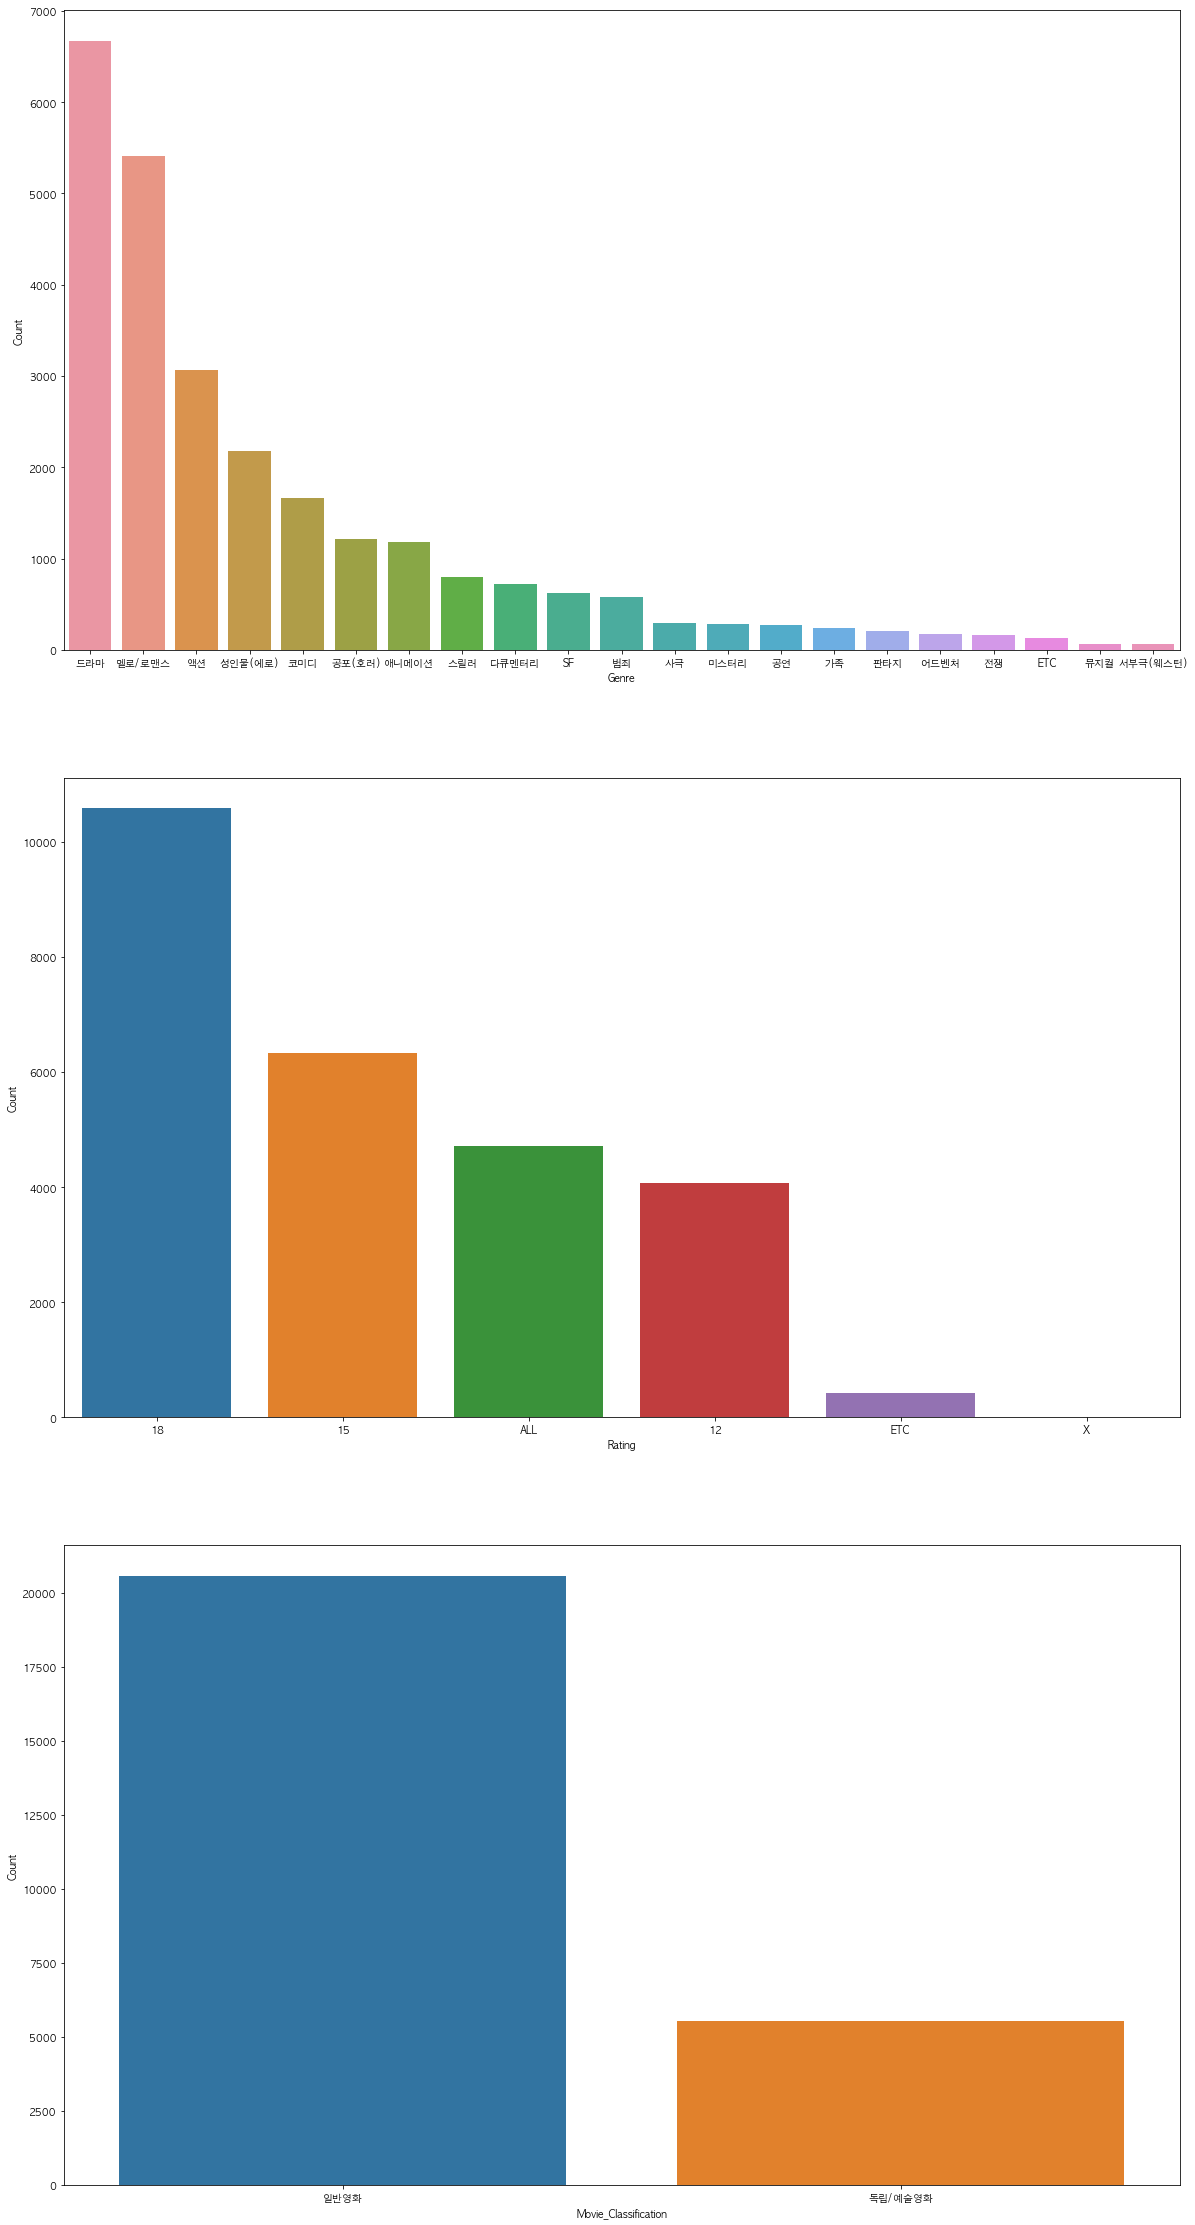 7000
6000
5000
4000
3000
2000
1000
0
Count
드라마 멜로/로맨스 액션 성인물(에로) 코미디 공포(호러) 애니메이션 스릴러 다큐멘터리 SF 범죄 사극 미스터리 공연 가족 판타지 어드벤처 전쟁 ETC 뮤지컬 서부극(웨스턴)
Genre
10000
8000
6000
4000
2000
0
Count
18 15 ALL 12 ETC X
Rating
20000
17500
15000
12500
10000
7500
5000
2500
0
Count
일반영화 독립/예술영화
Movie_Classification